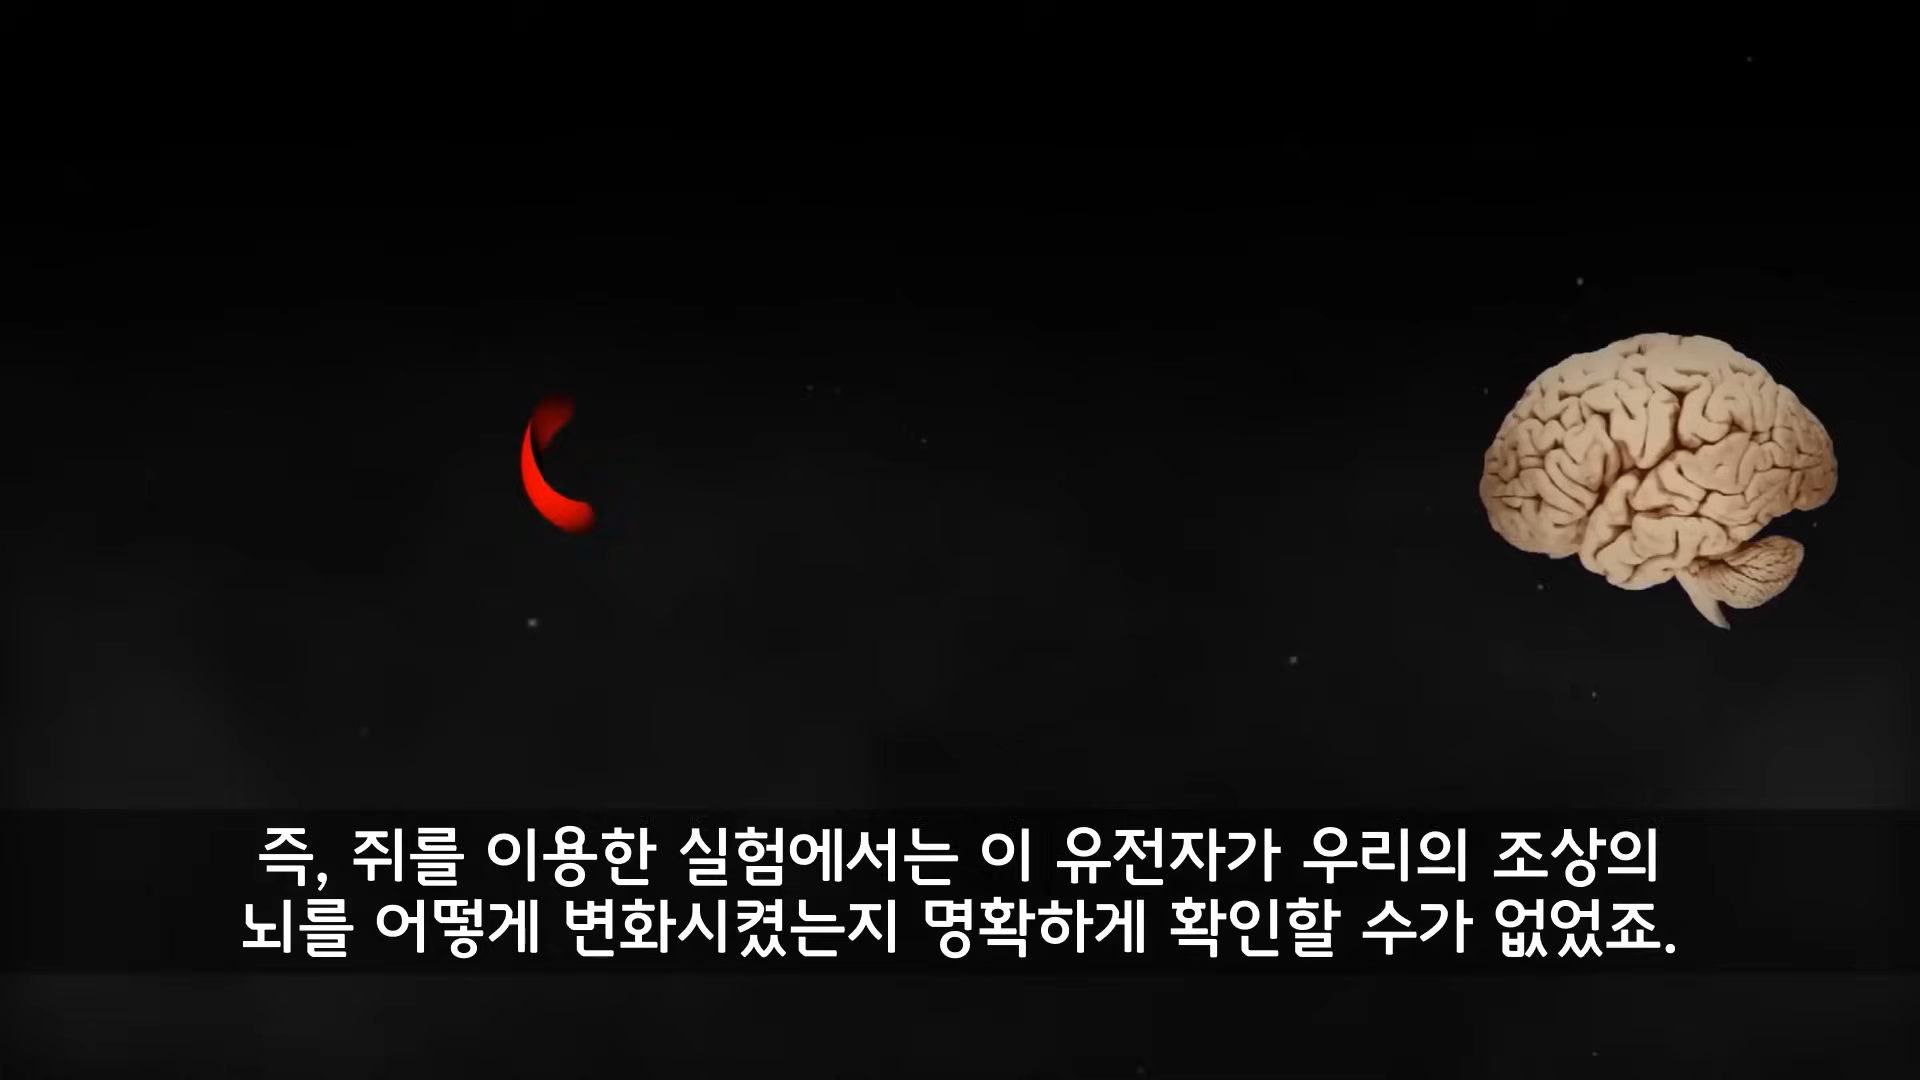 즉, 쥐를 이용한 실험에서는 이 유전자가 우리의 조상의
뇌를 어떻게 변화시켰는지 명확하게 확인할 수가 없었죠.